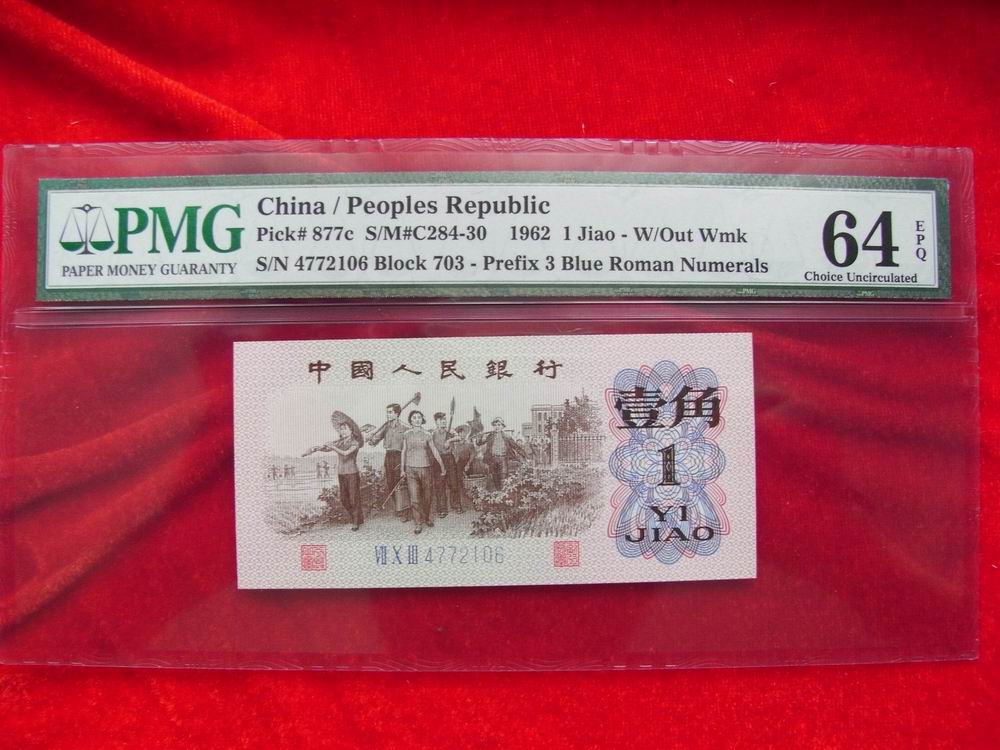 PMG
PAPER MONEY GUARANTY
China / Peoples Republic
Pick# 877c S/M#C284-30 1962 1 Jiao - W/Out Wmk
S/N 4772106 Block 703 - Prefix 3 Blue Roman Numerals
64
EPQ
Choice Uncirculated
中國人民銀行
壹角
1
YI
JIAO
VII X III 4772106